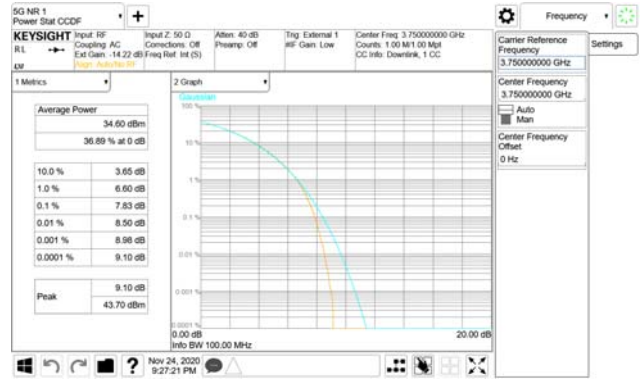 5G NR 1
Power Stat CCDF
Frequency
KEYSIGHT
RL
Input: RF
Coupling: AC
Ext Gain: -14.22 dB
Align: Auto/No RF
Input Z: 50 Ω
Corrections: Off
Freq Ref: Int (S)
Atten: 40 dB
Preamp: Off
Trig: External 1
#IF Gain: Low
Center Freq: 3.750000000 GHz
Counts: 1.00 M/1.00 Mpt
CC Info: Downlink, 1 CC
Carrier Reference
Frequency
3.750000000 GHz
Settings
Center Frequency
3.750000000 GHz
Auto
Man
Center Frequency
Offset
0 Hz
1 Metrics
2 Graph
Average Power
34.60 dBm
36.89 % at 0 dB
10.0 % 3.65 dB
1.0 % 6.60 dB
0.1 % 7.83 dB
0.01 % 8.50 dB
0.001 % 8.98 dB
0.0001 % 9.10 dB
Peak
9.10 dB
43.70 dBm
Gaussian
100 %
10 %
1 %
0.1 %
0.01 %
0.001 %
0.0001 %
0.00 dB
20.00 dB
Info BW 100.00 MHz
?
Nov 24, 2020
9:27:21 PM